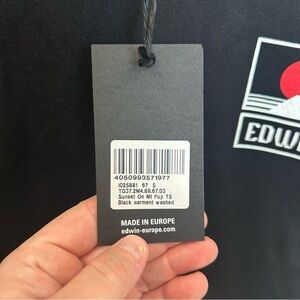 4050993571977
I025881 67 S
TG37.2M4.89.67.03
Sunset On Mt Fuji TS
Black garment washed
MADE IN EUROPE
edwin-europe.com
EDWI